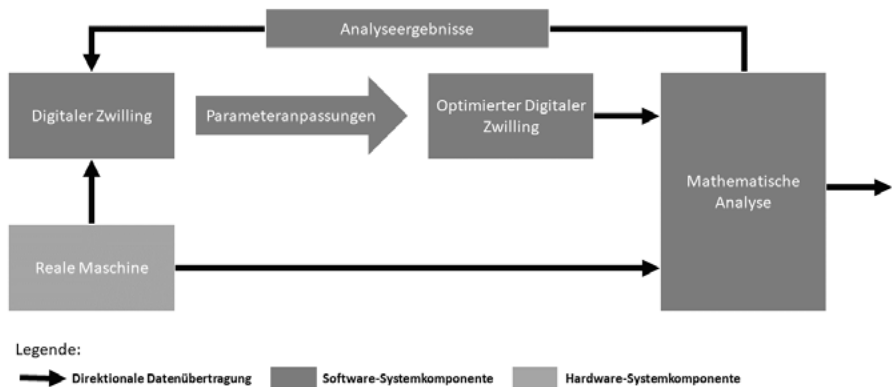 Analyseergebnisse
Digitaler Zwilling
Parameteranpassungen
Optimierter Digitaler
Zwilling
Mathematische
Analyse
Reale Maschine
Legende:
Direktionale Datenübertragung
Software-Systemkomponente
Hardware-Systemkomponente